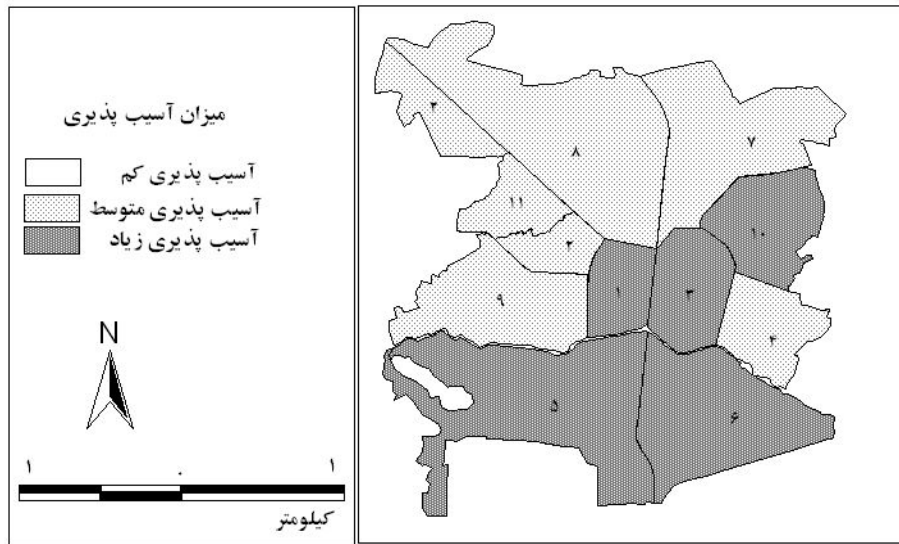 میزان آسیب پذیری
آسیب پذیری کم
آسیب پذیری متوسط
آسیب پذیری زیاد
N
۱ ۰ ۱
کیلومتر
۲
۸
۷
۱۱
۲
۱۰
۱
۳
۹
۴
۵
۶